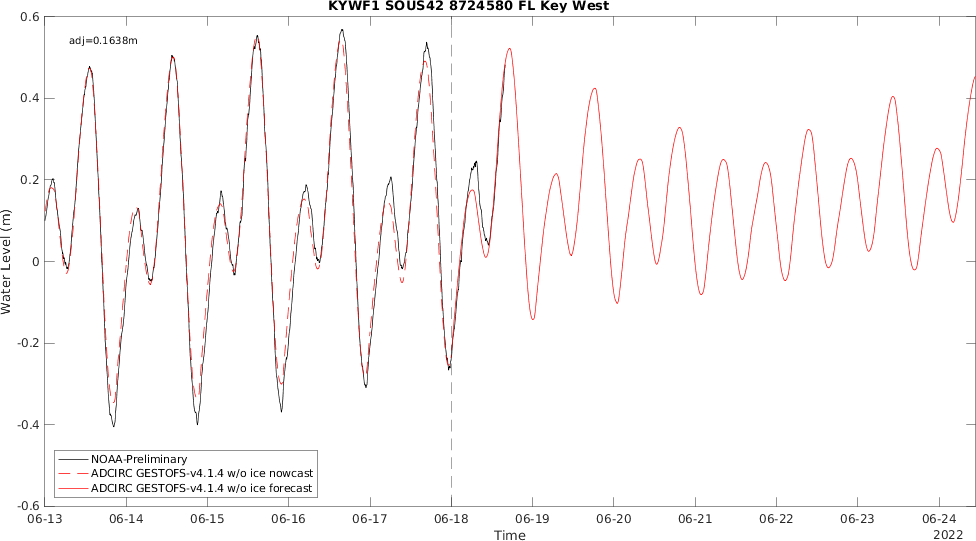 KYWF1 SOUS42 8724580 FL Key West
adj=0.1638m
0.6
0.4
0.2
0
-0.2
-0.4
-0.6
Water Level (m)
NOAA-Preliminary
ADCIRC GESTOFS-v4.1.4 w/o ice nowcast
ADCIRC GESTOFS-v4.1.4 w/o ice forecast
06-13 06-14 06-15 06-16 06-17 06-18 06-19 06-20 06-21 06-22 06-23 06-24
2022
Time